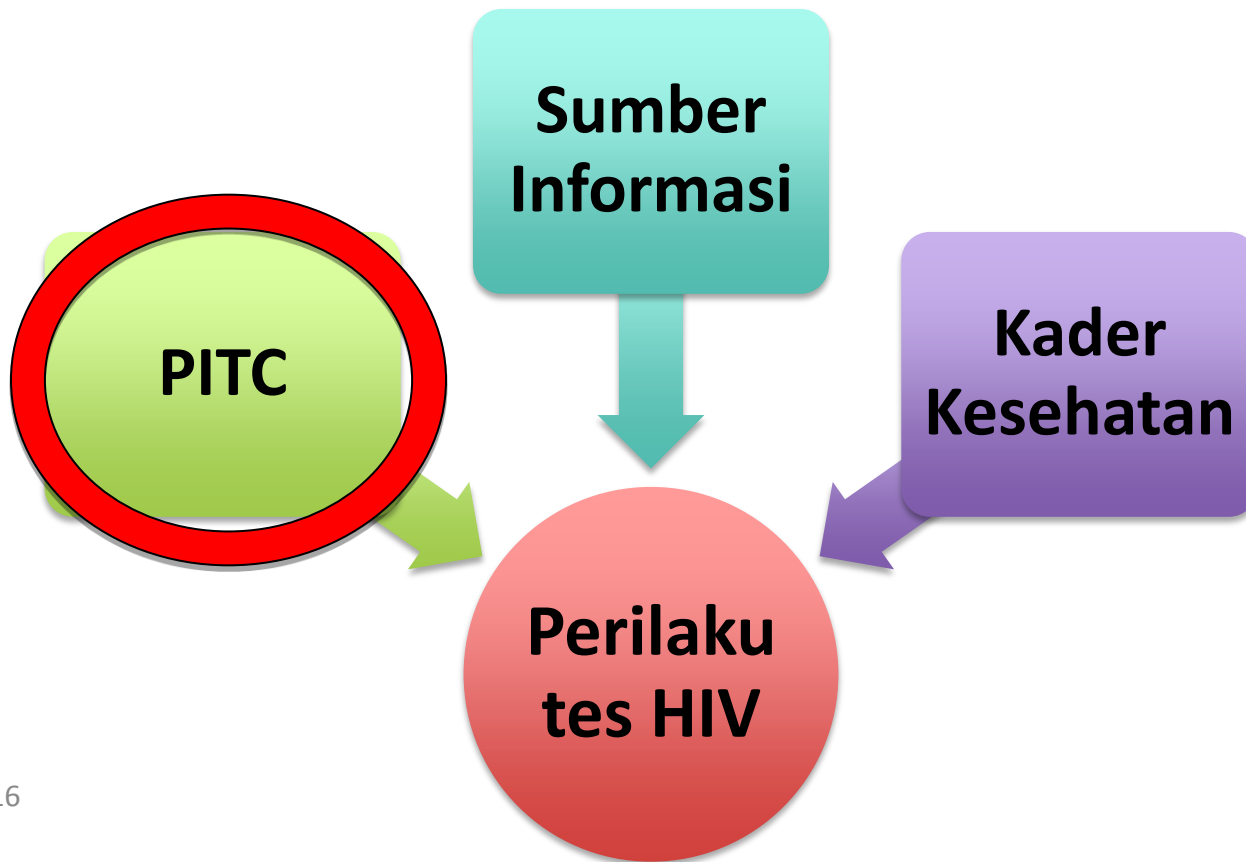 Sumber
Informasi
PITC
Kader
Kesehatan
Perilaku
tes HIV
16